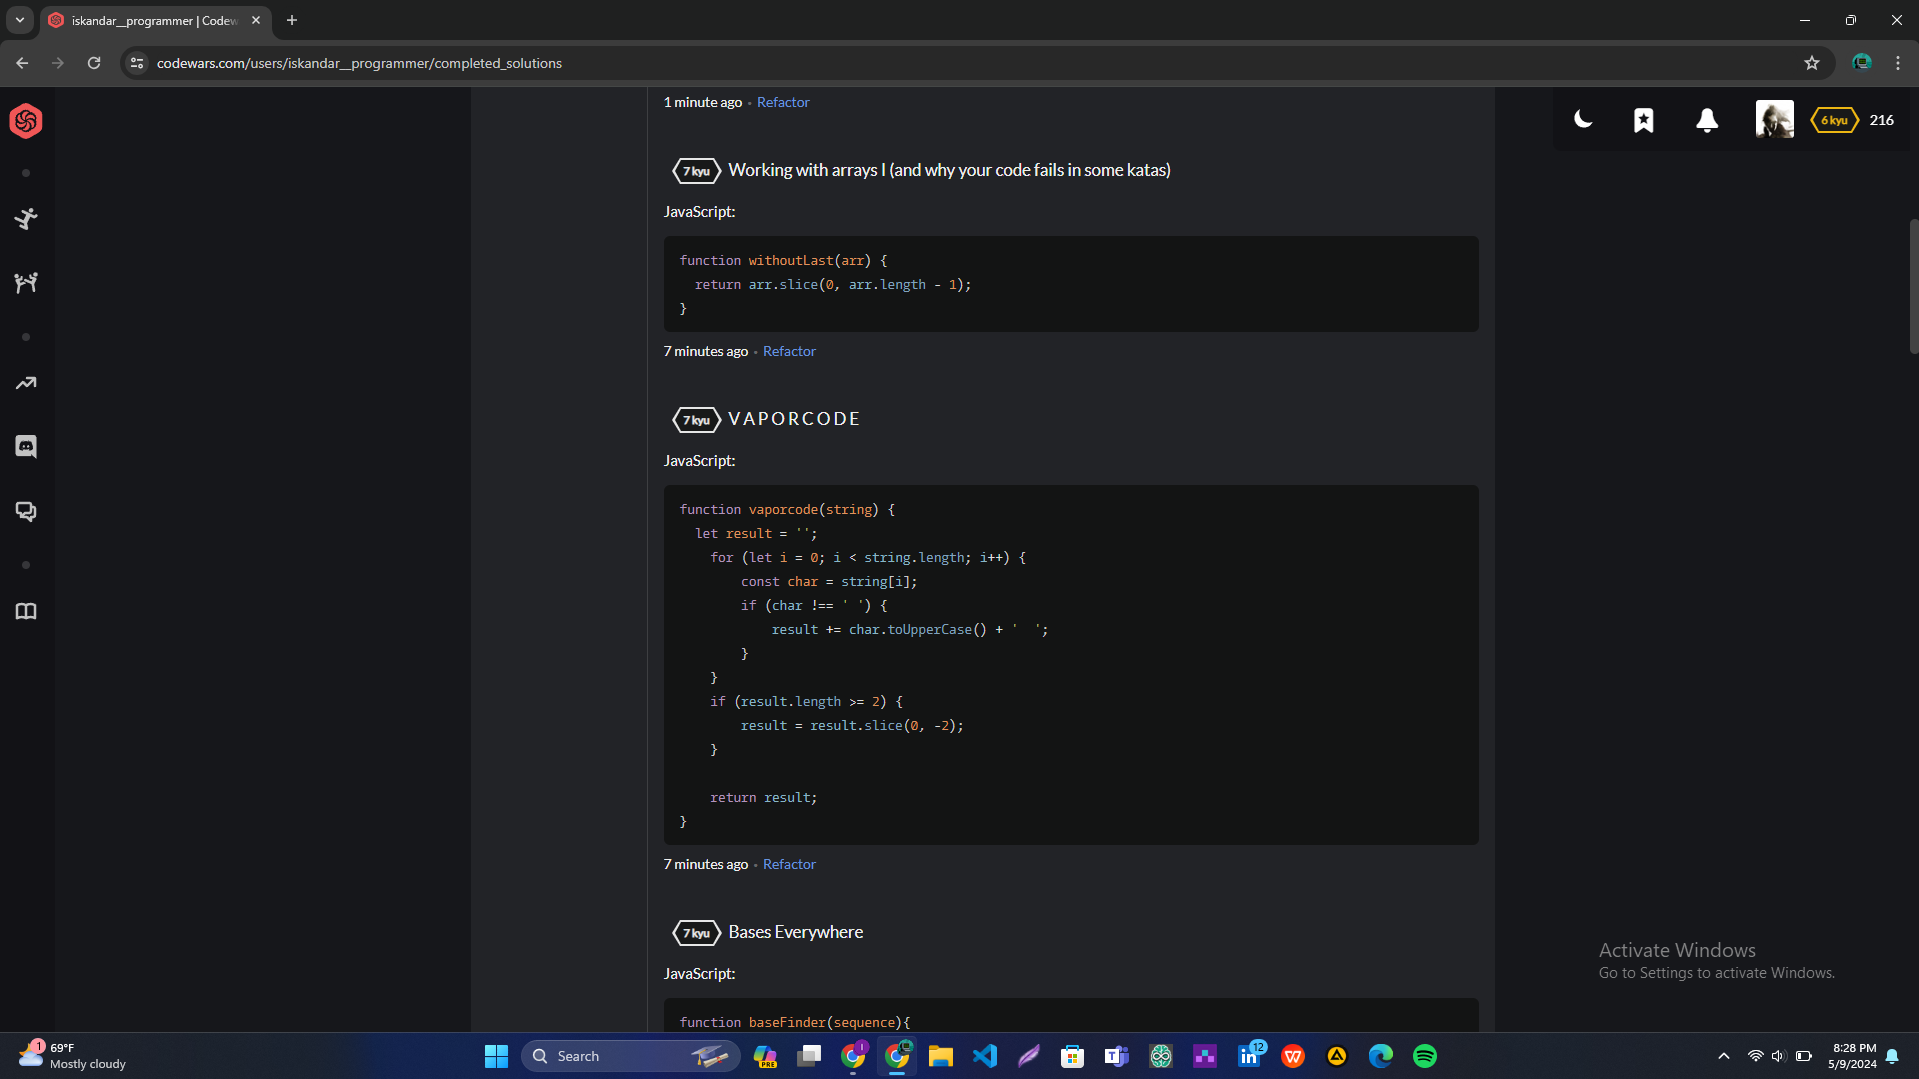 iskandar__programmer | Codew
codewars.com/users/iskandar__programmer/completed_solutions
1 minute ago • Refactor
6 kyu 216
7 kyu Working with arrays I (and why your code fails in some katas)
JavaScript:
function withoutLast(arr) {
  return arr.slice(0, arr.length - 1);
}
7 minutes ago • Refactor
7 kyu V A P O R C O D E
JavaScript:
function vaporcode(string) {
  let result = '';
    for (let i = 0; i < string.length; i++) {
        const char = string[i];
        if (char !== ' ') {
            result += char.toUpperCase() + '  ';
        }
    }
    if (result.length >= 2) {
        result = result.slice(0, -2);
    }
    return result;
}
7 minutes ago • Refactor
7 kyu Bases Everywhere
JavaScript:
function baseFinder(sequence){
Activate Windows
Go to Settings to activate Windows.
1
69°F
Mostly cloudy
Search
PRE
12
8:28 PM
5/9/2024